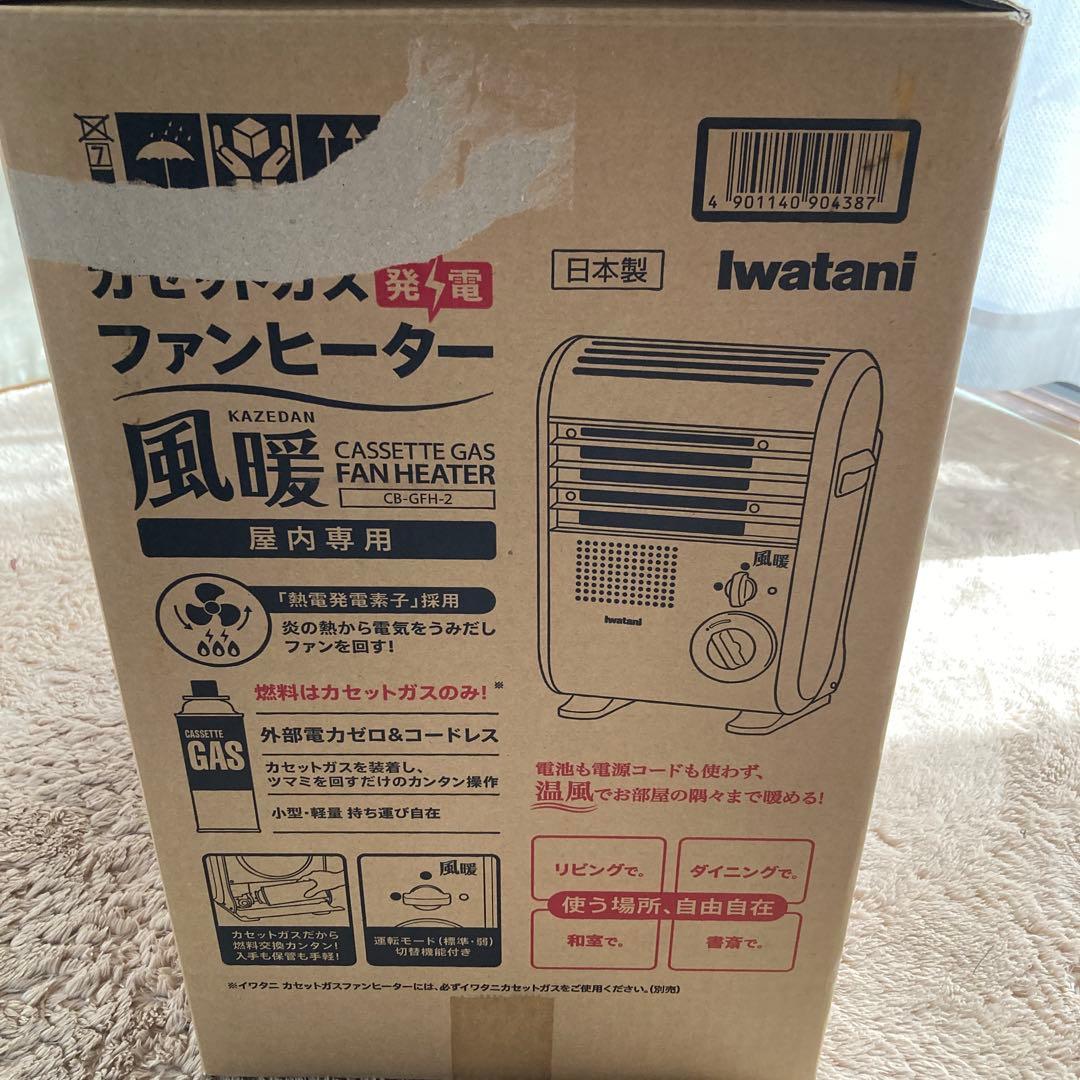 7
4 901140 904387
日本製
Iwatani
カセットガス 発電
ファンヒーター
KAZEDAN
風暖
CASSETTE GAS
FAN HEATER
CB-GFH-2
屋内専用
「熱電発電素子」採用
炎の熱から電気をうみだし
ファンを回す!
燃料はカセットガスのみ!※
CASSETTE
GAS
外部電力ゼロ&コードレス
カセットガスを装着し、
ツマミを回すだけのカンタン操作
小型・軽量 持ち運び自在
風暖
Iwatani
電池も電源コードも使わず、
温風でお部屋の隅々まで暖める!
カセットガスだから
燃料交換カンタン!
入手も保管も手軽!
風暖
運転モード(標準・弱)
切替機能付き
リビングで。
ダイニングで。
使う場所、自由自在
和室で。
書斎で。
※イワタニ カセットガスファンヒーターには、必ずイワタニカセットガスをご使用ください。(別売)